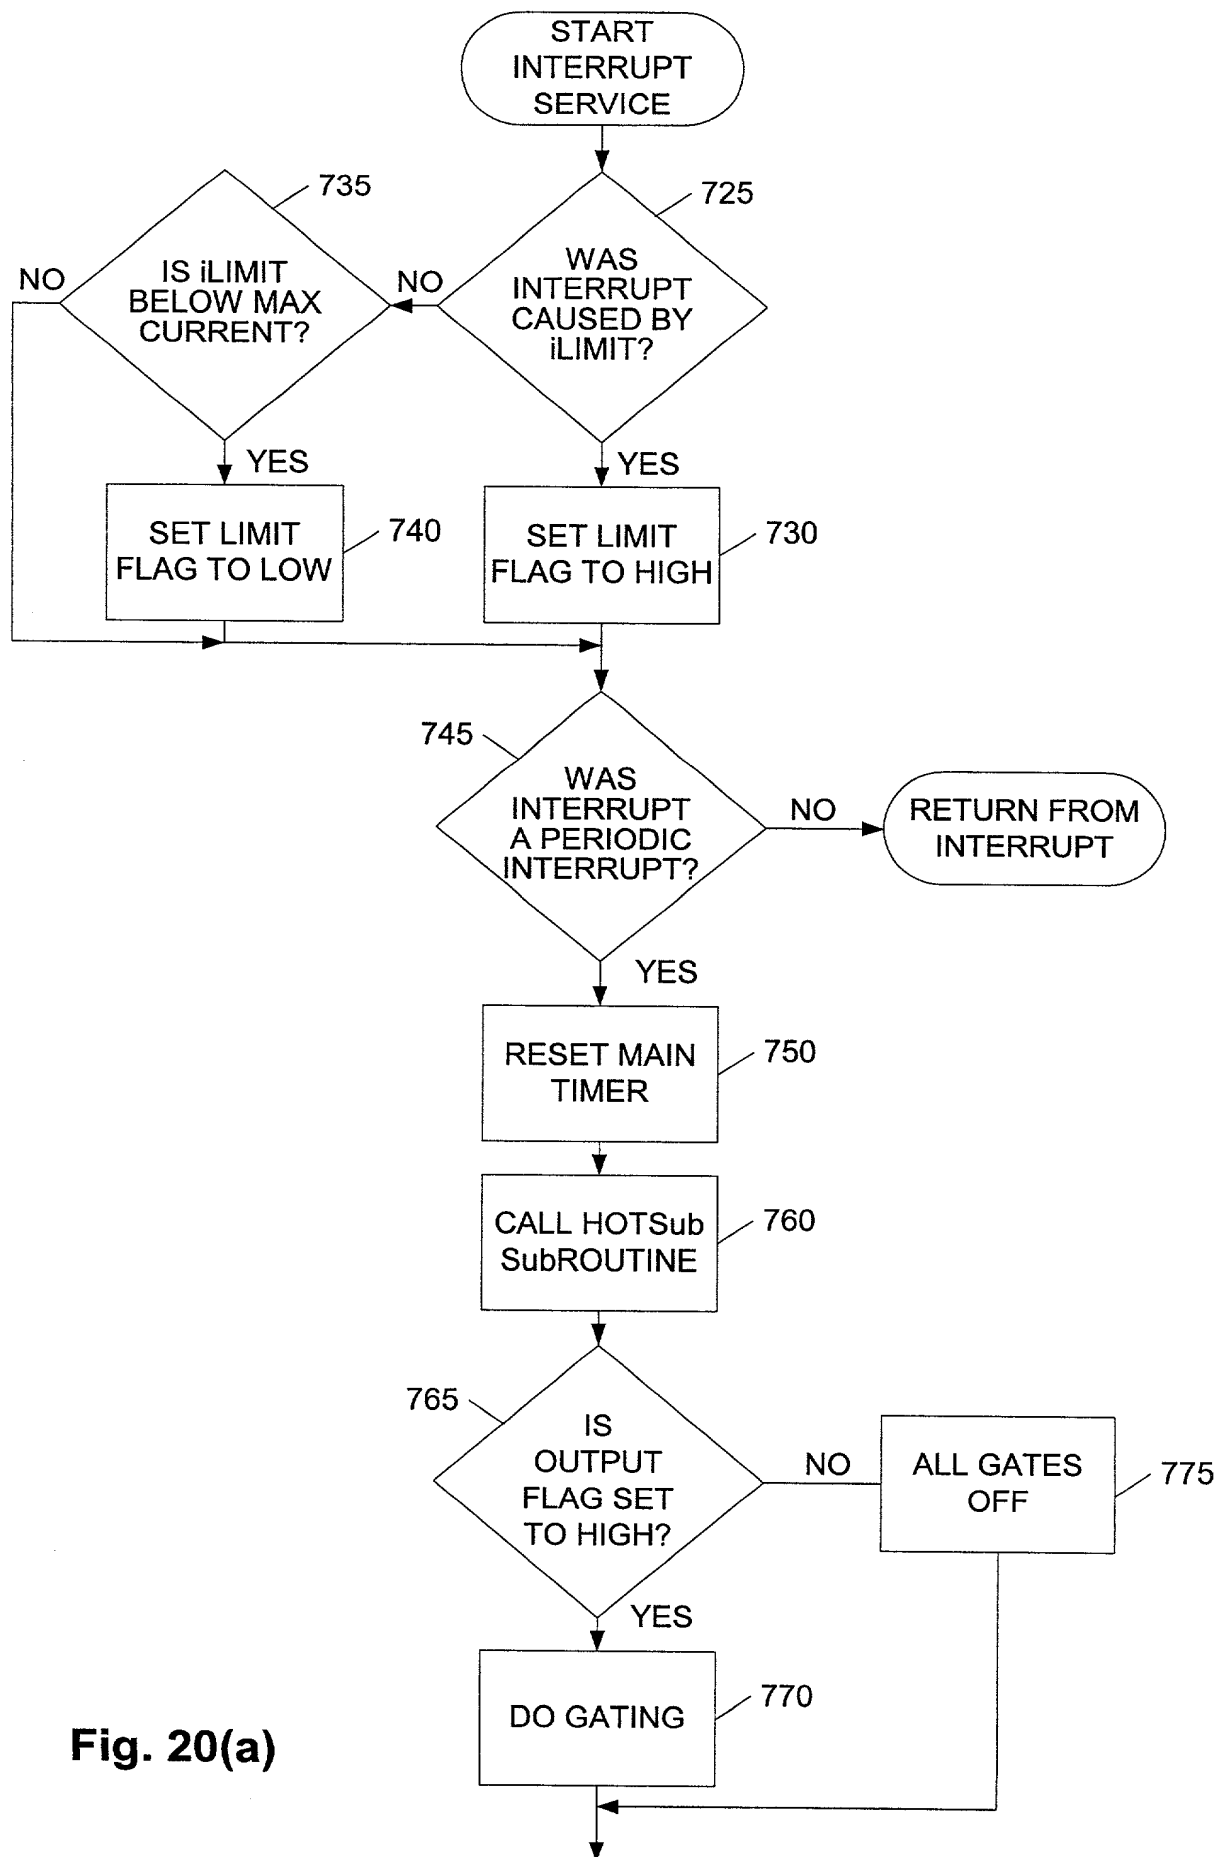 START
INTERRUPT
SERVICE
735
725
IS iLIMIT
BELOW MAX
CURRENT?
NO
NO
WAS
INTERRUPT
CAUSED BY
iLIMIT?
YES
YES
SET LIMIT
FLAG TO LOW
740
SET LIMIT
FLAG TO HIGH
730
745
WAS
INTERRUPT
A PERIODIC
INTERRUPT?
NO
RETURN FROM
INTERRUPT
YES
RESET MAIN
TIMER
750
CALL HOTSub
SubROUTINE
760
765
IS
OUTPUT
FLAG SET
TO HIGH?
NO
ALL GATES
OFF
775
YES
DO GATING
770
Fig. 20(a)